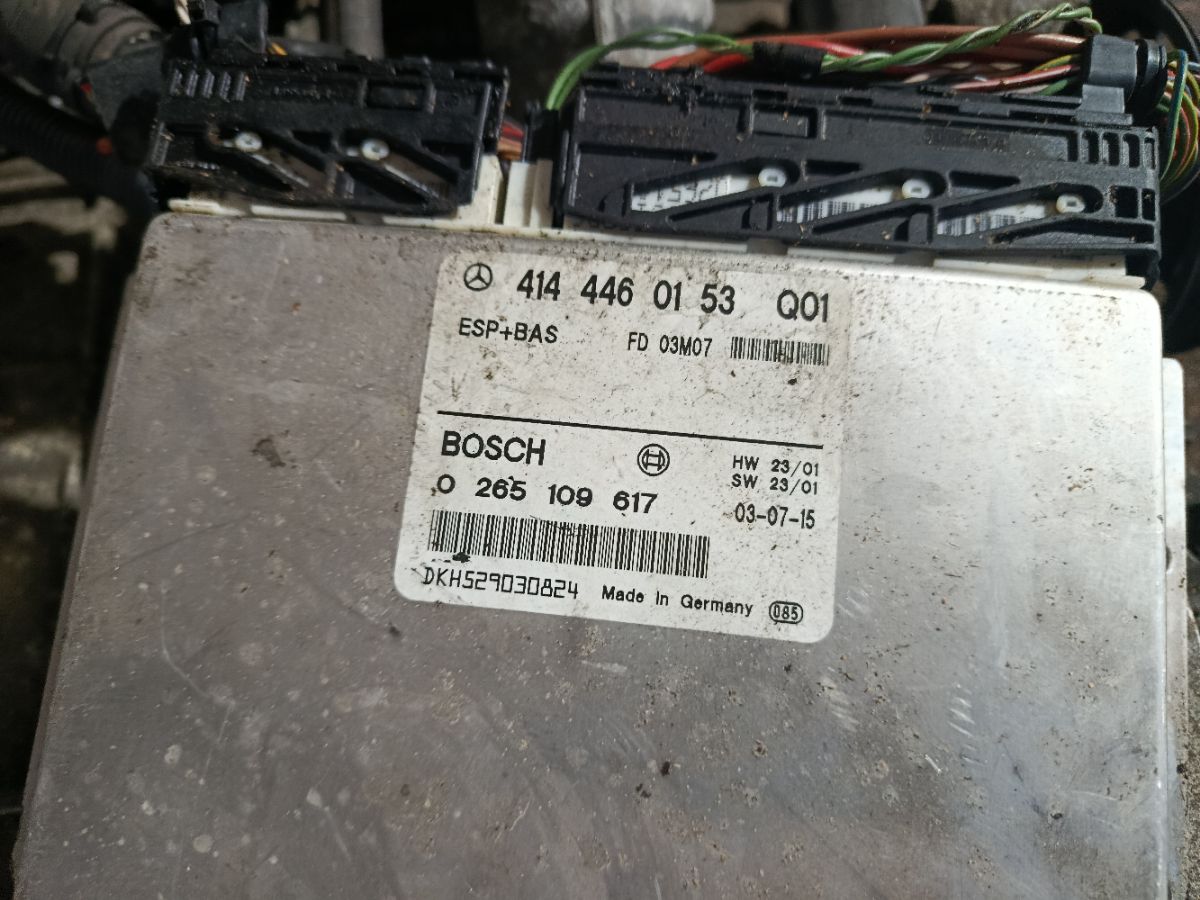 414 446 01 53 Q01
ESP+BAS FD 03M07
BOSCH HW 23/01
SW 23/01
0 265 109 617 03-07-15
DKH529030824 Made In Germany 085